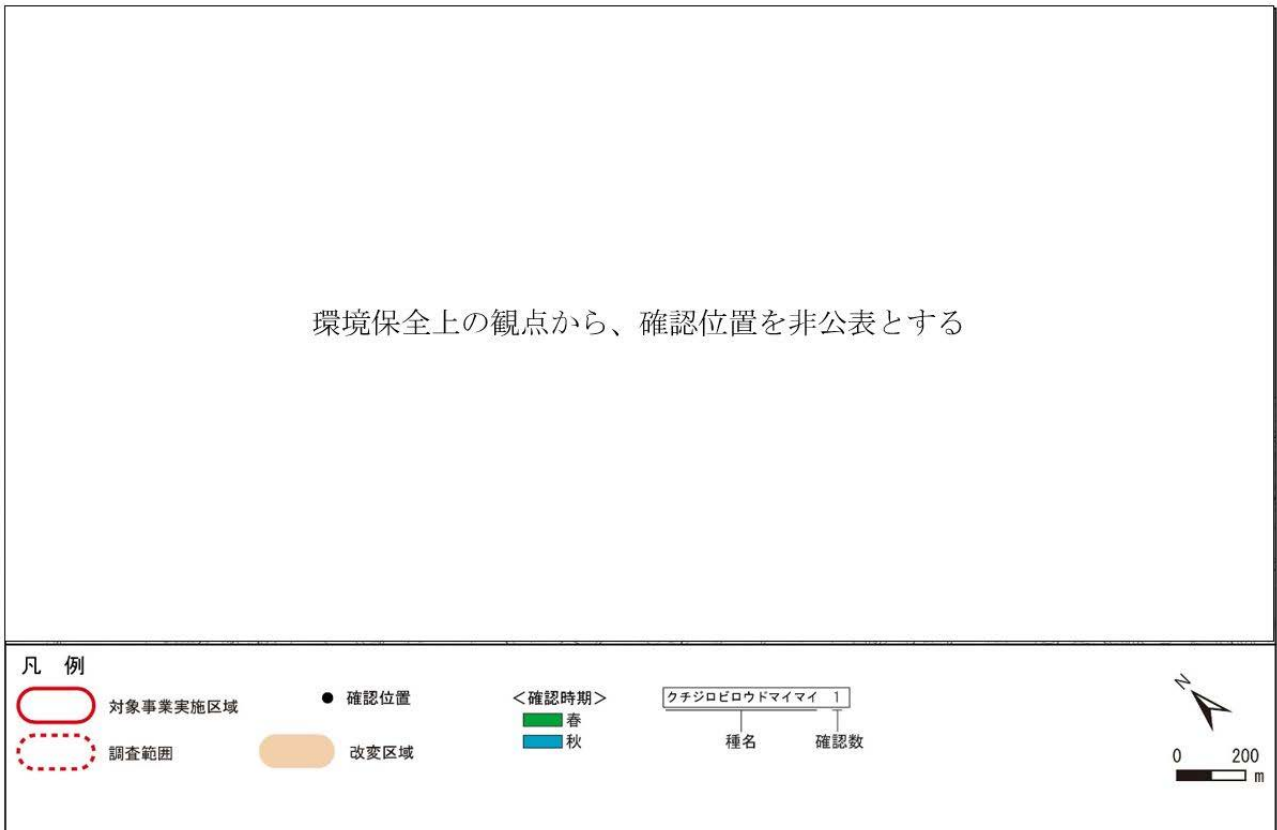 環境保全上の観点から、確認位置を非公表とする
凡 例
対象事業実施区域
調査範囲
確認位置
改変区域
<確認時期>
春
秋
クチジロビロウドマイマイ 1
種名 確認数
N
0 200
m